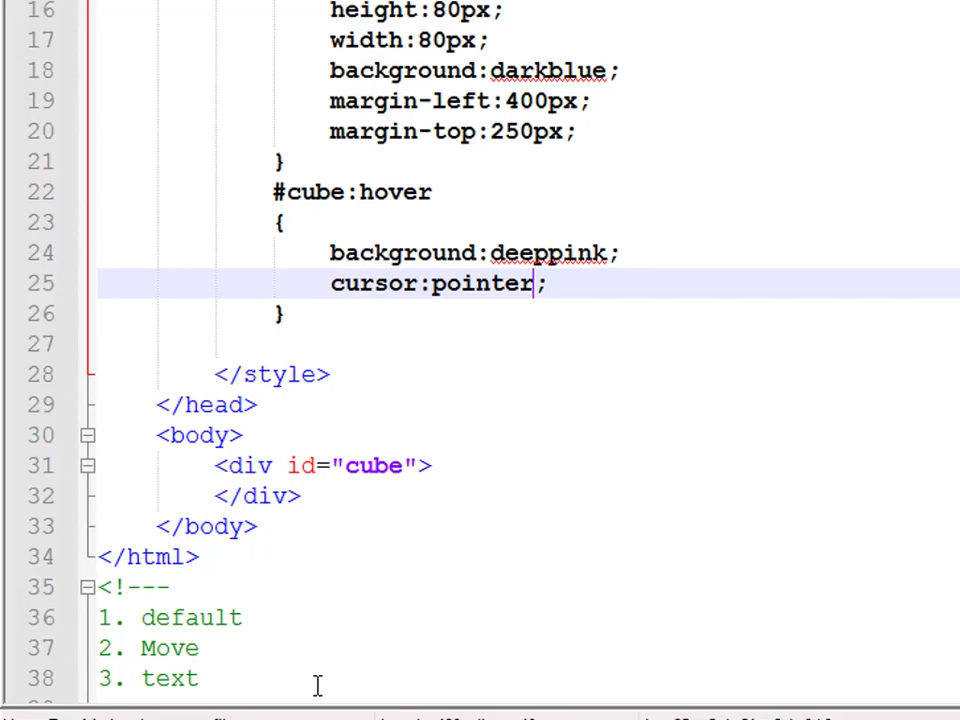 16 height:80px;
17 width:80px;
18 background:darkblue;
19 margin-left:400px;
20 margin-top:250px;
21 }
22 #cube:hover
23 {
24 background:deeppink;
25 cursor:pointer;
26 }
27
28 </style>
29 </head>
30 <body>
31 <div id="cube">
32 </div>
33 </body>
34 </html>
35 <!---
36 1. default
37 2. Move
38 3. text